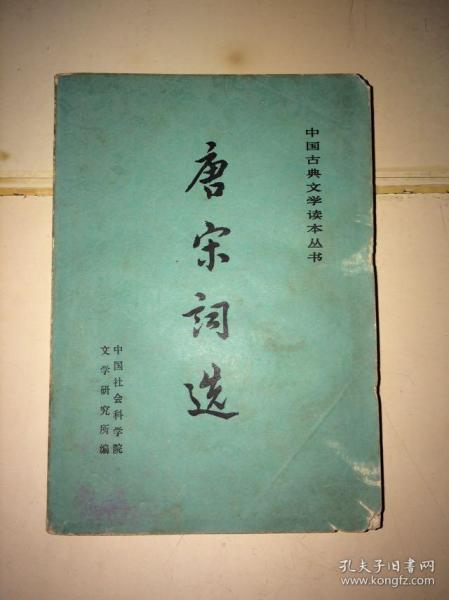 中国古典文学读本丛书
唐宋词选
中国社会科学院
文学研究所编
孔夫子旧书网
www.kongfz.com